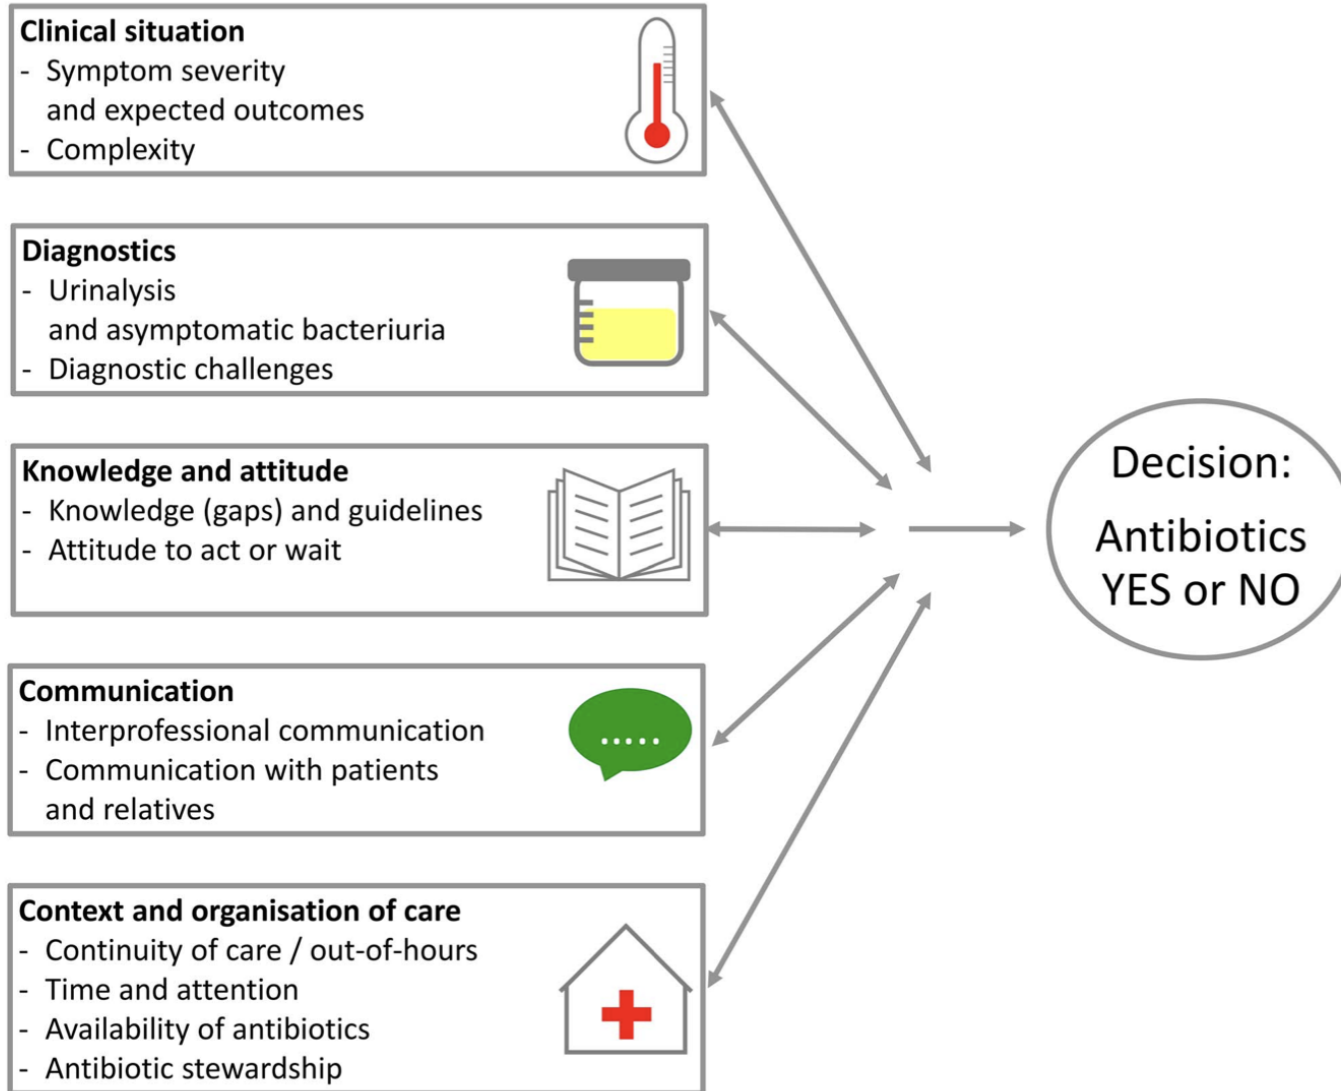 Clinical situation
- Symptom severity
and expected outcomes
- Complexity
Diagnostics
- Urinalysis
and asymptomatic bacteriuria
- Diagnostic challenges
Knowledge and attitude
- Knowledge (gaps) and guidelines
- Attitude to act or wait
Communication
- Interprofessional communication
- Communication with patients
and relatives
Context and organisation of care
- Continuity of care / out-of-hours
- Time and attention
- Availability of antibiotics
- Antibiotic stewardship
Decision:
Antibiotics
YES or NO